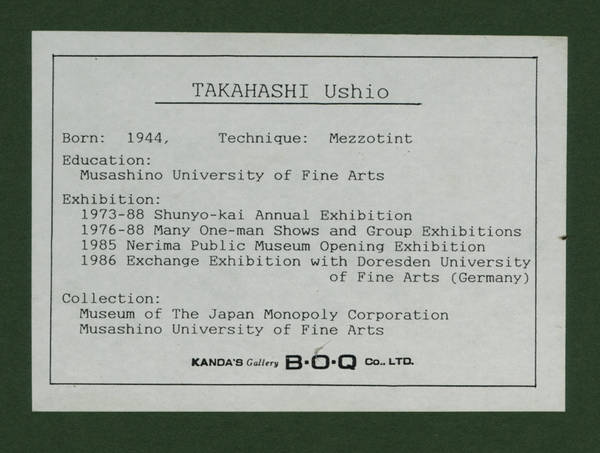 TAKAHASHI Ushio
Born: 1944, Technique: Mezzotint
Education:
Musashino University of Fine Arts
Exhibition:
1973-88 Shunyo-kai Annual Exhibition
1976-88 Many One-man Shows and Group Exhibitions
1985 Nerima Public Museum Opening Exhibition
1986 Exchange Exhibition with Doresden University
of Fine Arts (Germany)
Collection:
Museum of The Japan Monopoly Corporation
Musashino University of Fine Arts
KANDA'S Gallery B·O·Q Co.. LTD.